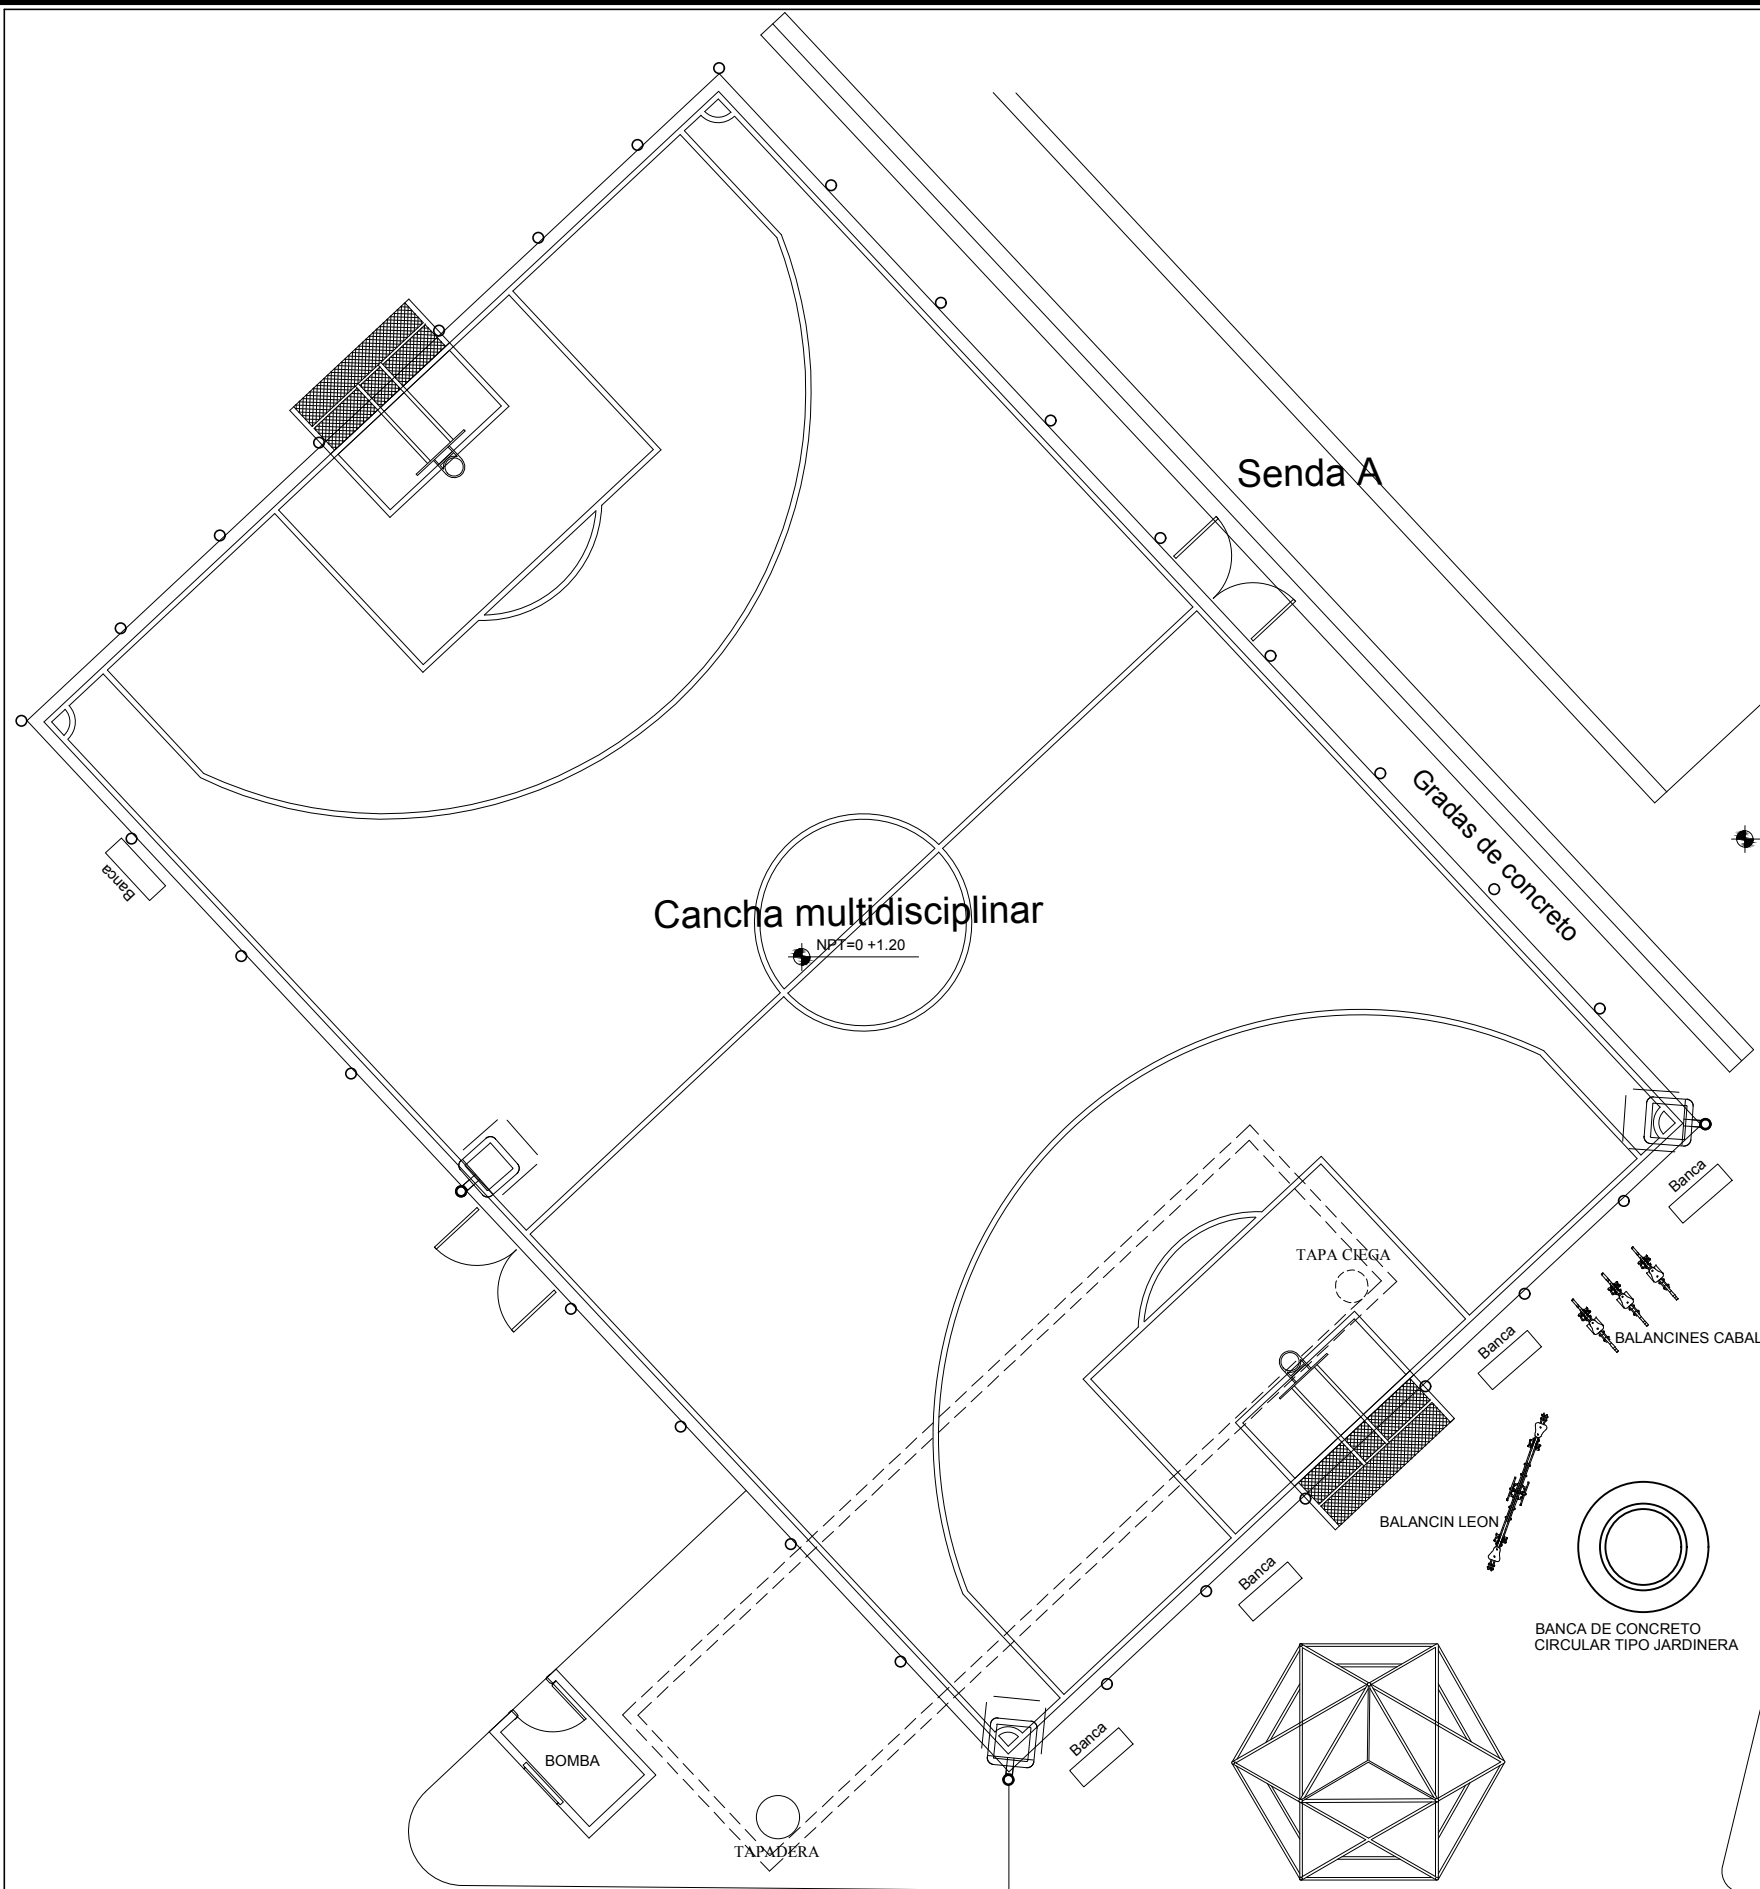 Senda A
Gradas de concreto
Banca
Cancha multidisciplinar
NPT=0 +1.20
Banca
TAPA CIEGA
BALANCINES CABAL
Banca
BALANCIN LEON
Banca
BANCA DE CONCRETO
CIRCULAR TIPO JARDINERA
Banca
BOMBA
TAPADERA